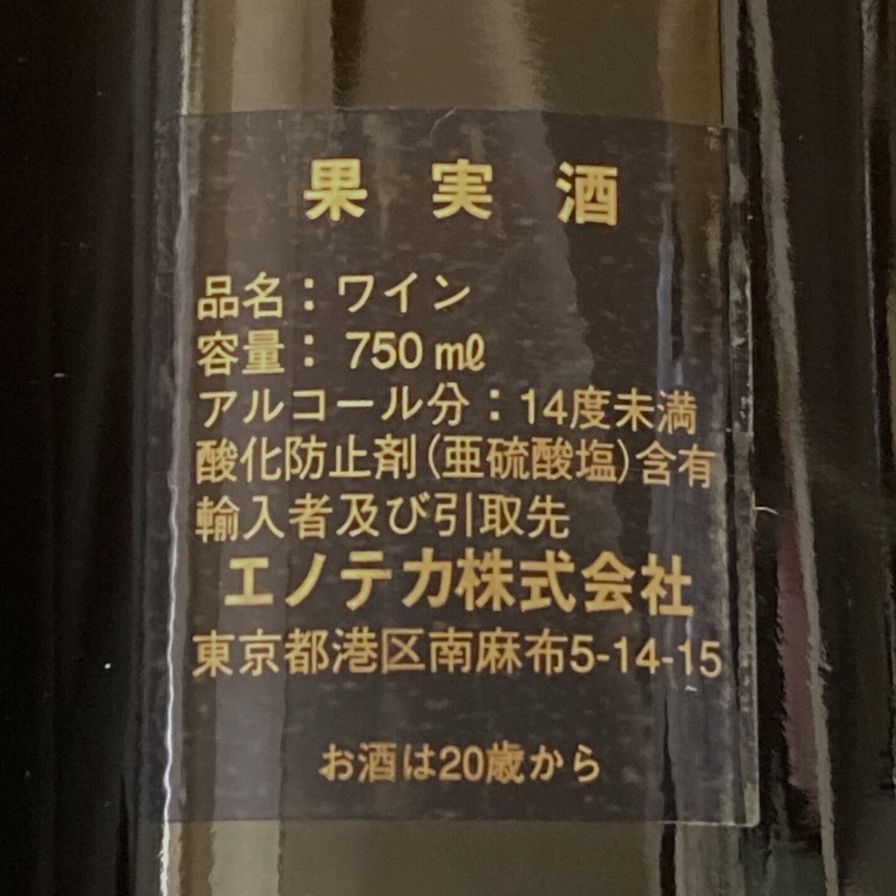 果実酒
品名：ワイン
容量：750㎖
アルコール分：14度未満
酸化防止剤(亜硫酸塩)含有
輸入者及び引取先
エノテカ株式会社
東京都港区南麻布5-14-15
お酒は20歳から